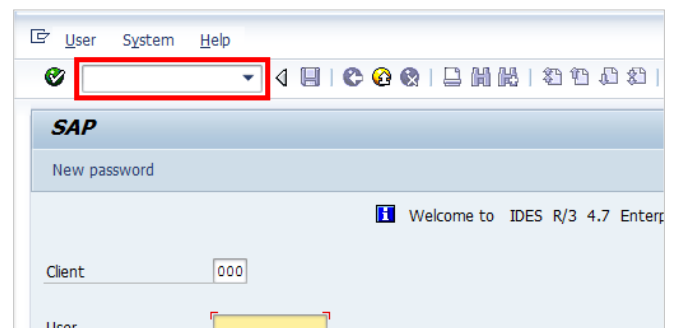 User System Help
SAP
New password
Welcome to IDES R/3 4.7 Enterp
Client 000
User